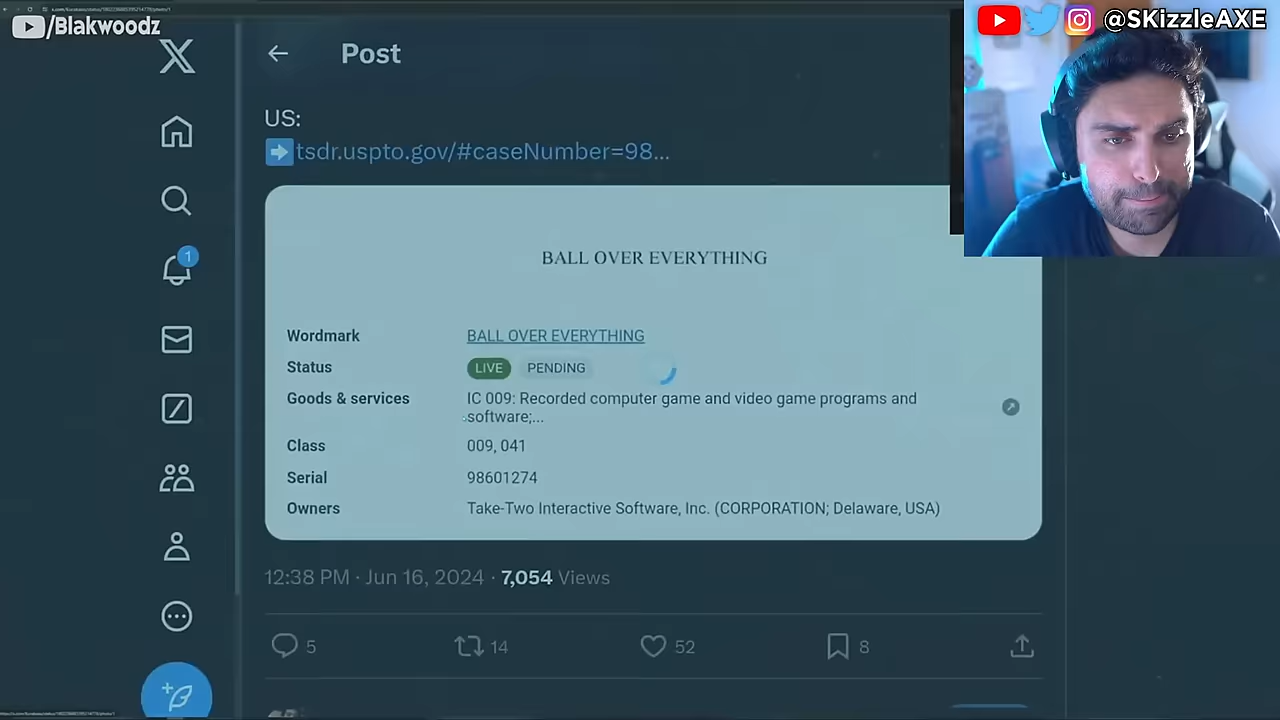 /Blakwoodz
@SKizzleAXE
Post
US:
tsdr.uspto.gov/#caseNumber=98...
BALL OVER EVERYTHING
Wordmark
BALL OVER EVERYTHING
Status
LIVE PENDING
Goods & services
IC 009: Recorded computer game and video game programs and
software;...
Class
009, 041
Serial
98601274
Owners
Take-Two Interactive Software, Inc. (CORPORATION; Delaware, USA)
12:38 PM · Jun 16, 2024 · 7,054 Views
1
5
14
52
8